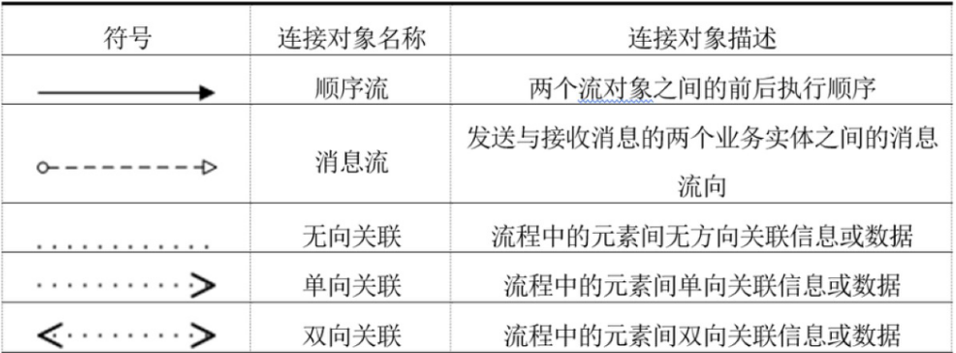 符号 连接对象名称 连接对象描述
顺序流 两个流对象之间的前后执行顺序
消息流 发送与接收消息的两个业务实体之间的消息
流向
无向关联 流程中的元素间无方向关联信息或数据
单向关联 流程中的元素间单向关联信息或数据
双向关联 流程中的元素间双向关联信息或数据